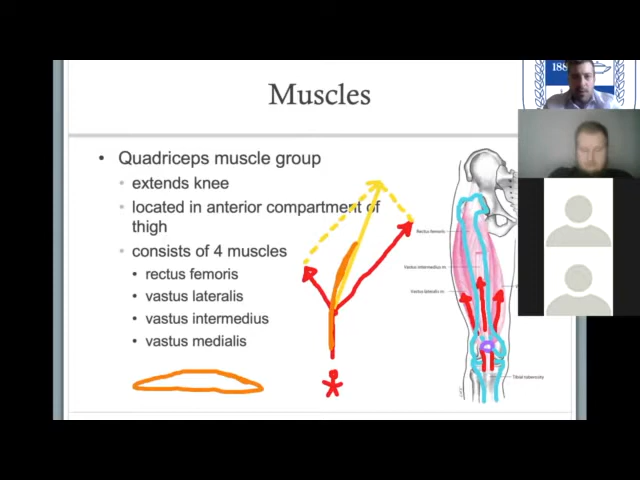 Muscles
188
• Quadriceps muscle group
extends knee
located in anterior compartment of
thigh
consists of 4 muscles
• rectus femoris
• vastus lateralis
• vastus intermedius
• vastus medialis
Rectus femoris
Vastus intermedius m.
Vastus lateralis m.
Tibial tuberosity